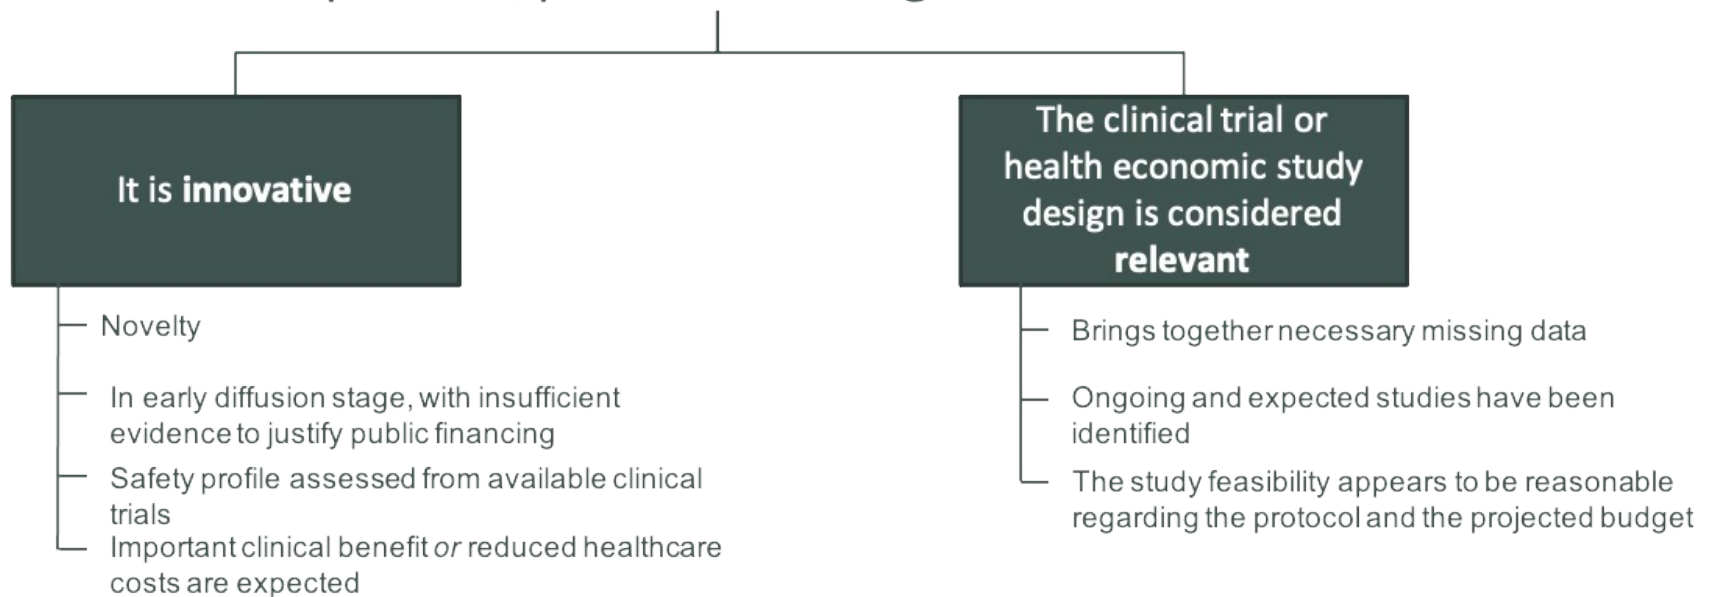 It is innovative
The clinical trial or
health economic study
design is considered
relevant
Novelty
In early diffusion stage, with insufficient
evidence to justify public financing
Safety profile assessed from available clinical
trials
Important clinical benefit or reduced healthcare
costs are expected
Brings together necessary missing data
Ongoing and expected studies have been
identified
The study feasibility appears to be reasonable
regarding the protocol and the projected budget